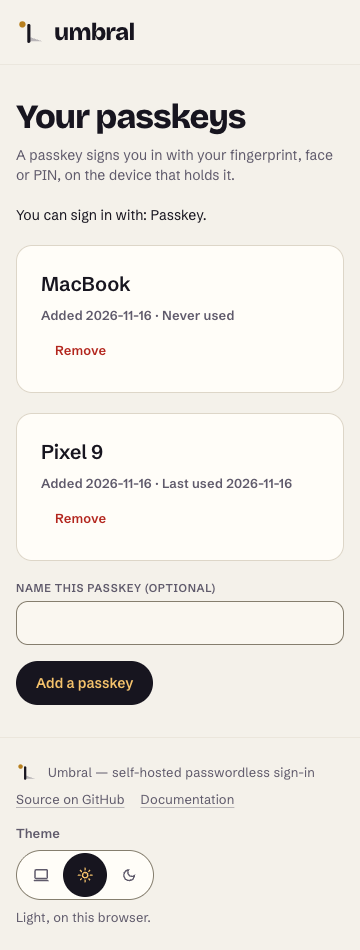 umbral
Your passkeys
A passkey signs you in with your fingerprint, face
or PIN, on the device that holds it.
You can sign in with: Passkey.
MacBook
Added 2026-11-16 · Never used
Remove
Pixel 9
Added 2026-11-16 · Last used 2026-11-16
Remove
NAME THIS PASSKEY (OPTIONAL)
Add a passkey
Umbral — self-hosted passwordless sign-in
Source on GitHub Documentation
Theme
Light, on this browser.